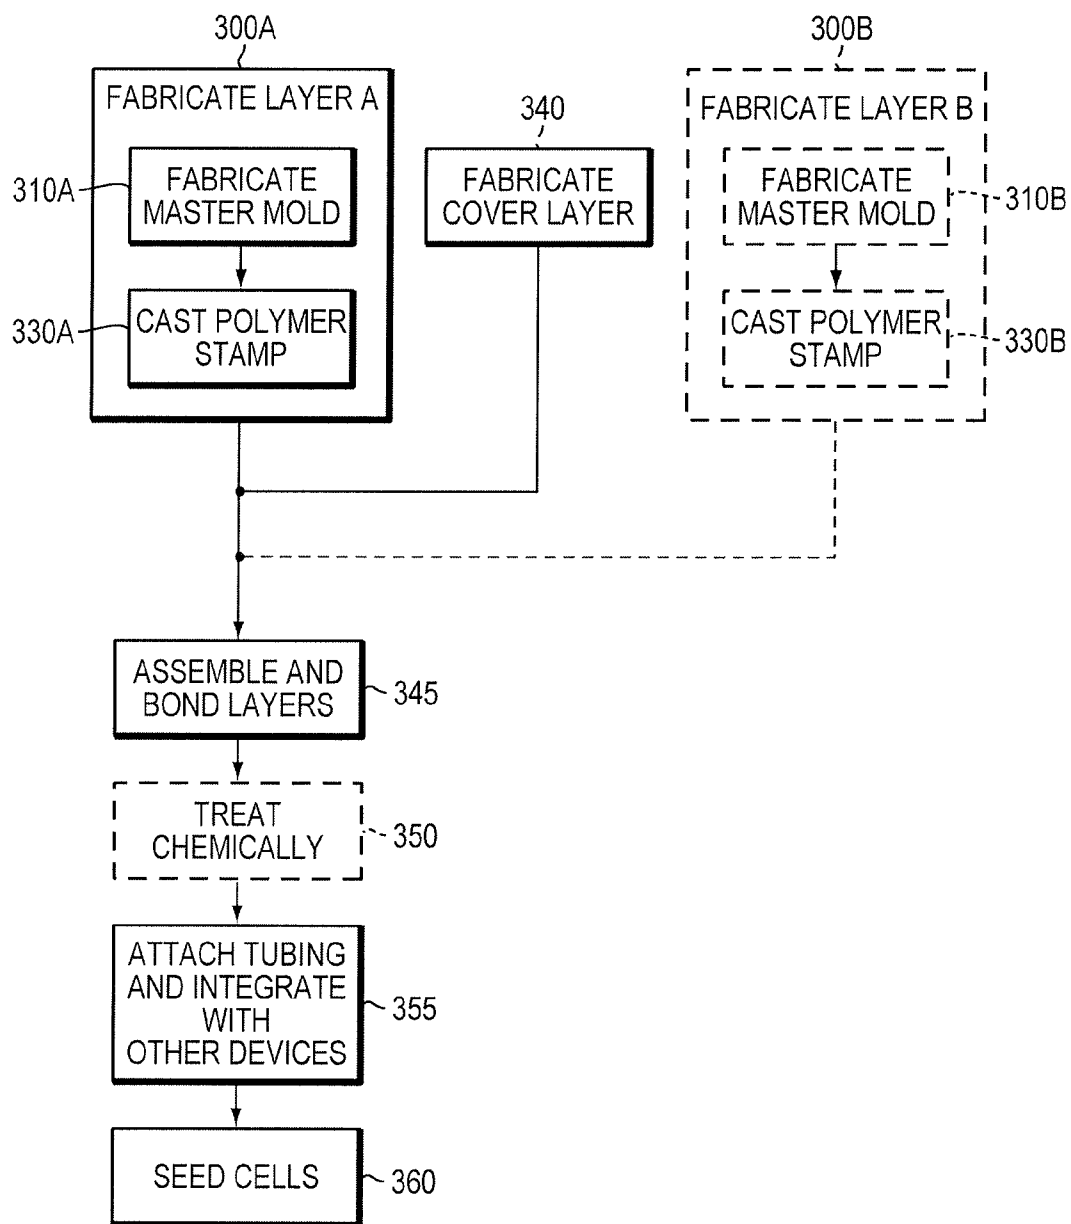 300A
300B
FABRICATE LAYER A
FABRICATE LAYER B
340
310A
FABRICATE
MASTER MOLD
FABRICATE
COVER LAYER
FABRICATE
MASTER MOLD
310B
330A
CAST POLYMER
STAMP
CAST POLYMER
STAMP
330B
ASSEMBLE AND
BOND LAYERS
345
TREAT
CHEMICALLY
350
ATTACH TUBING
AND INTEGRATE
WITH
OTHER DEVICES
355
SEED CELLS
360